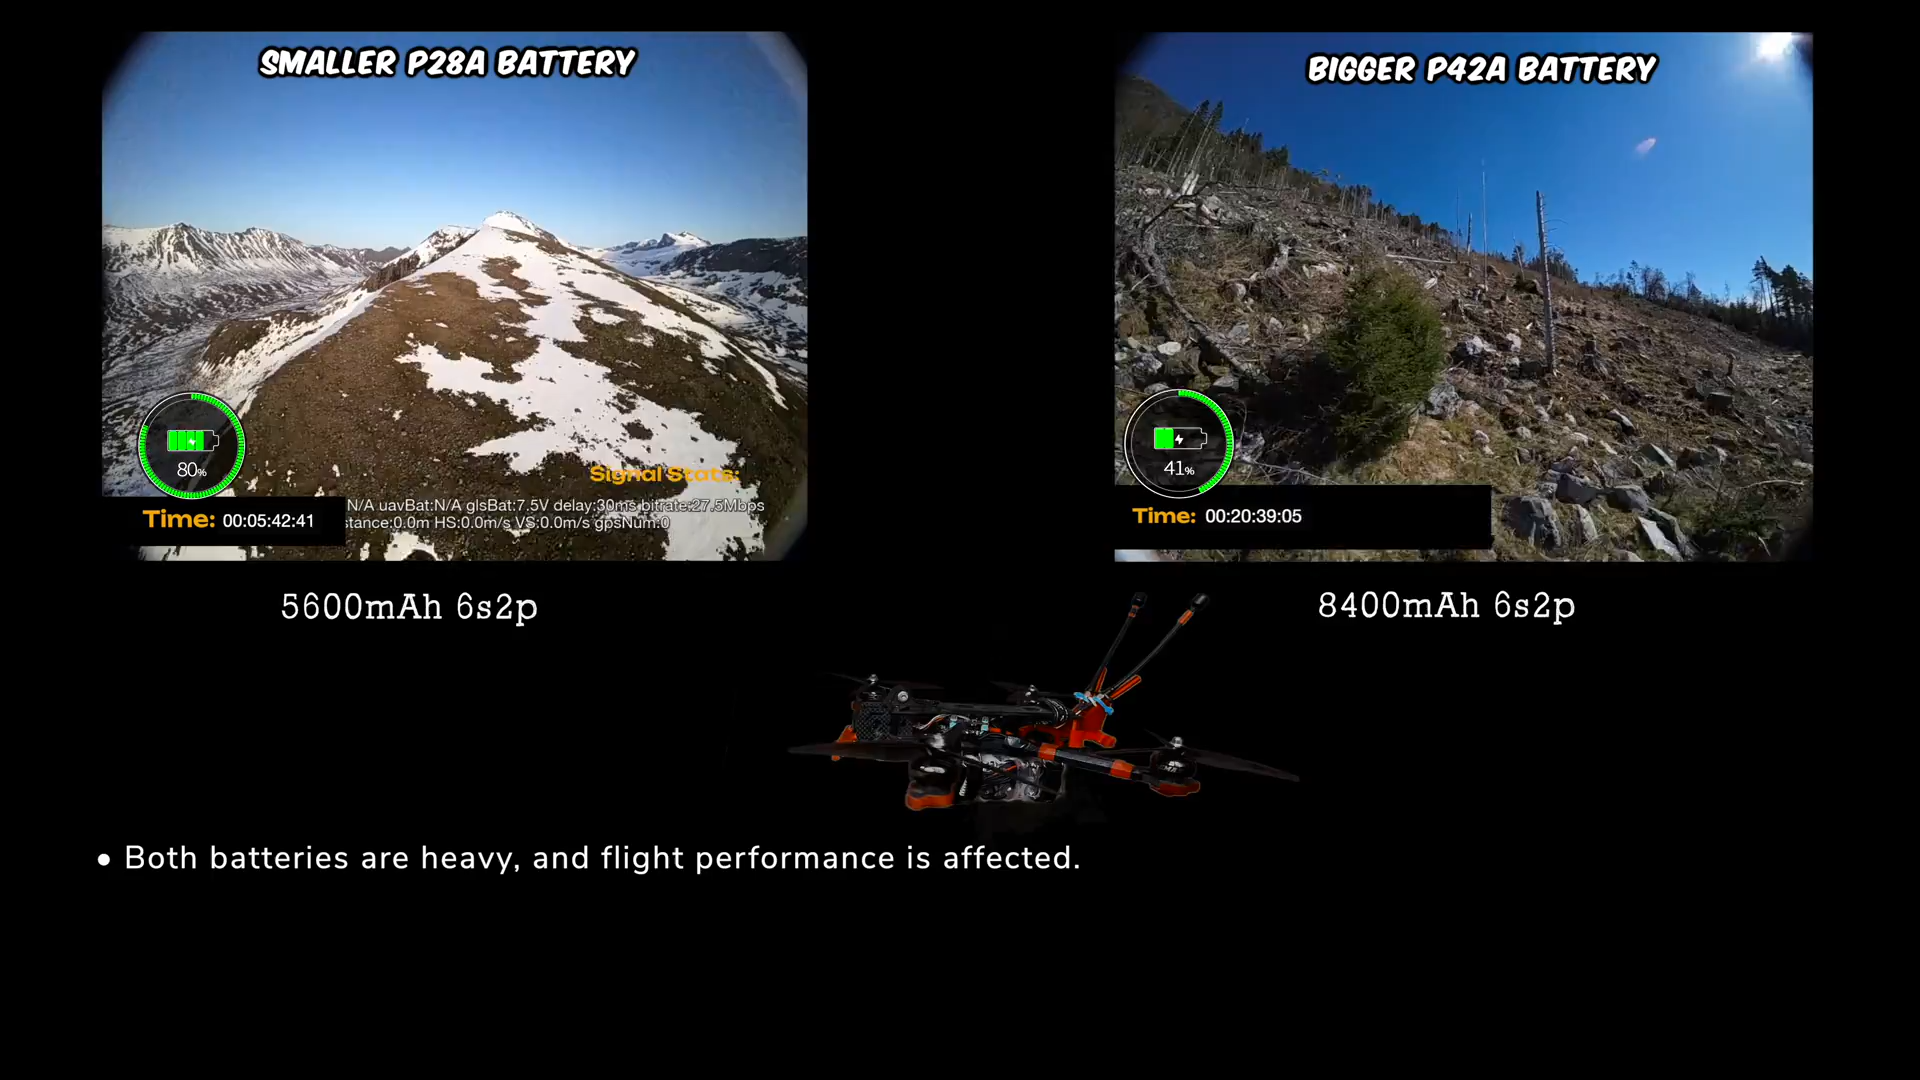 SMALLER P28A BATTERY
BIGGER P42A BATTERY
80%
41%
Signal Stats:
N/A uavBat:N/A glsBat:7.5V delay:30ms bitrate:27.5Mbps
stance:0.0m HS:0.0m/s VS:0.0m/s gpsNum:0
Time: 00:05:42:41
Time: 00:20:39:05
5600mAh 6s2p
8400mAh 6s2p
• Both batteries are heavy, and flight performance is affected.